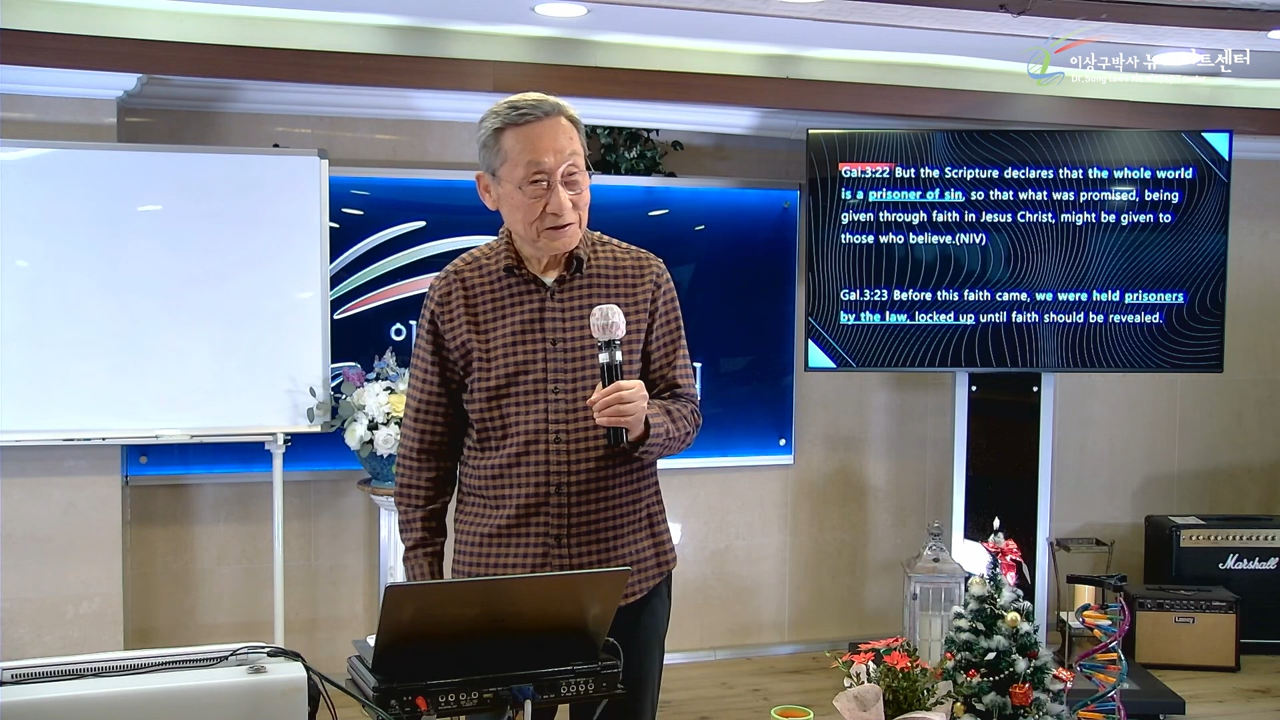 이상구박사 뉴스타트센터
Gal.3:22 But the Scripture declares that the whole world
is a prisoner of sin, so that what was promised, being
given through faith in Jesus Christ, might be given to
those who believe.(NIV)
Gal.3:23 Before this faith came, we were held prisoners
by the law, locked up until faith should be revealed.
이
Marshall
Laney